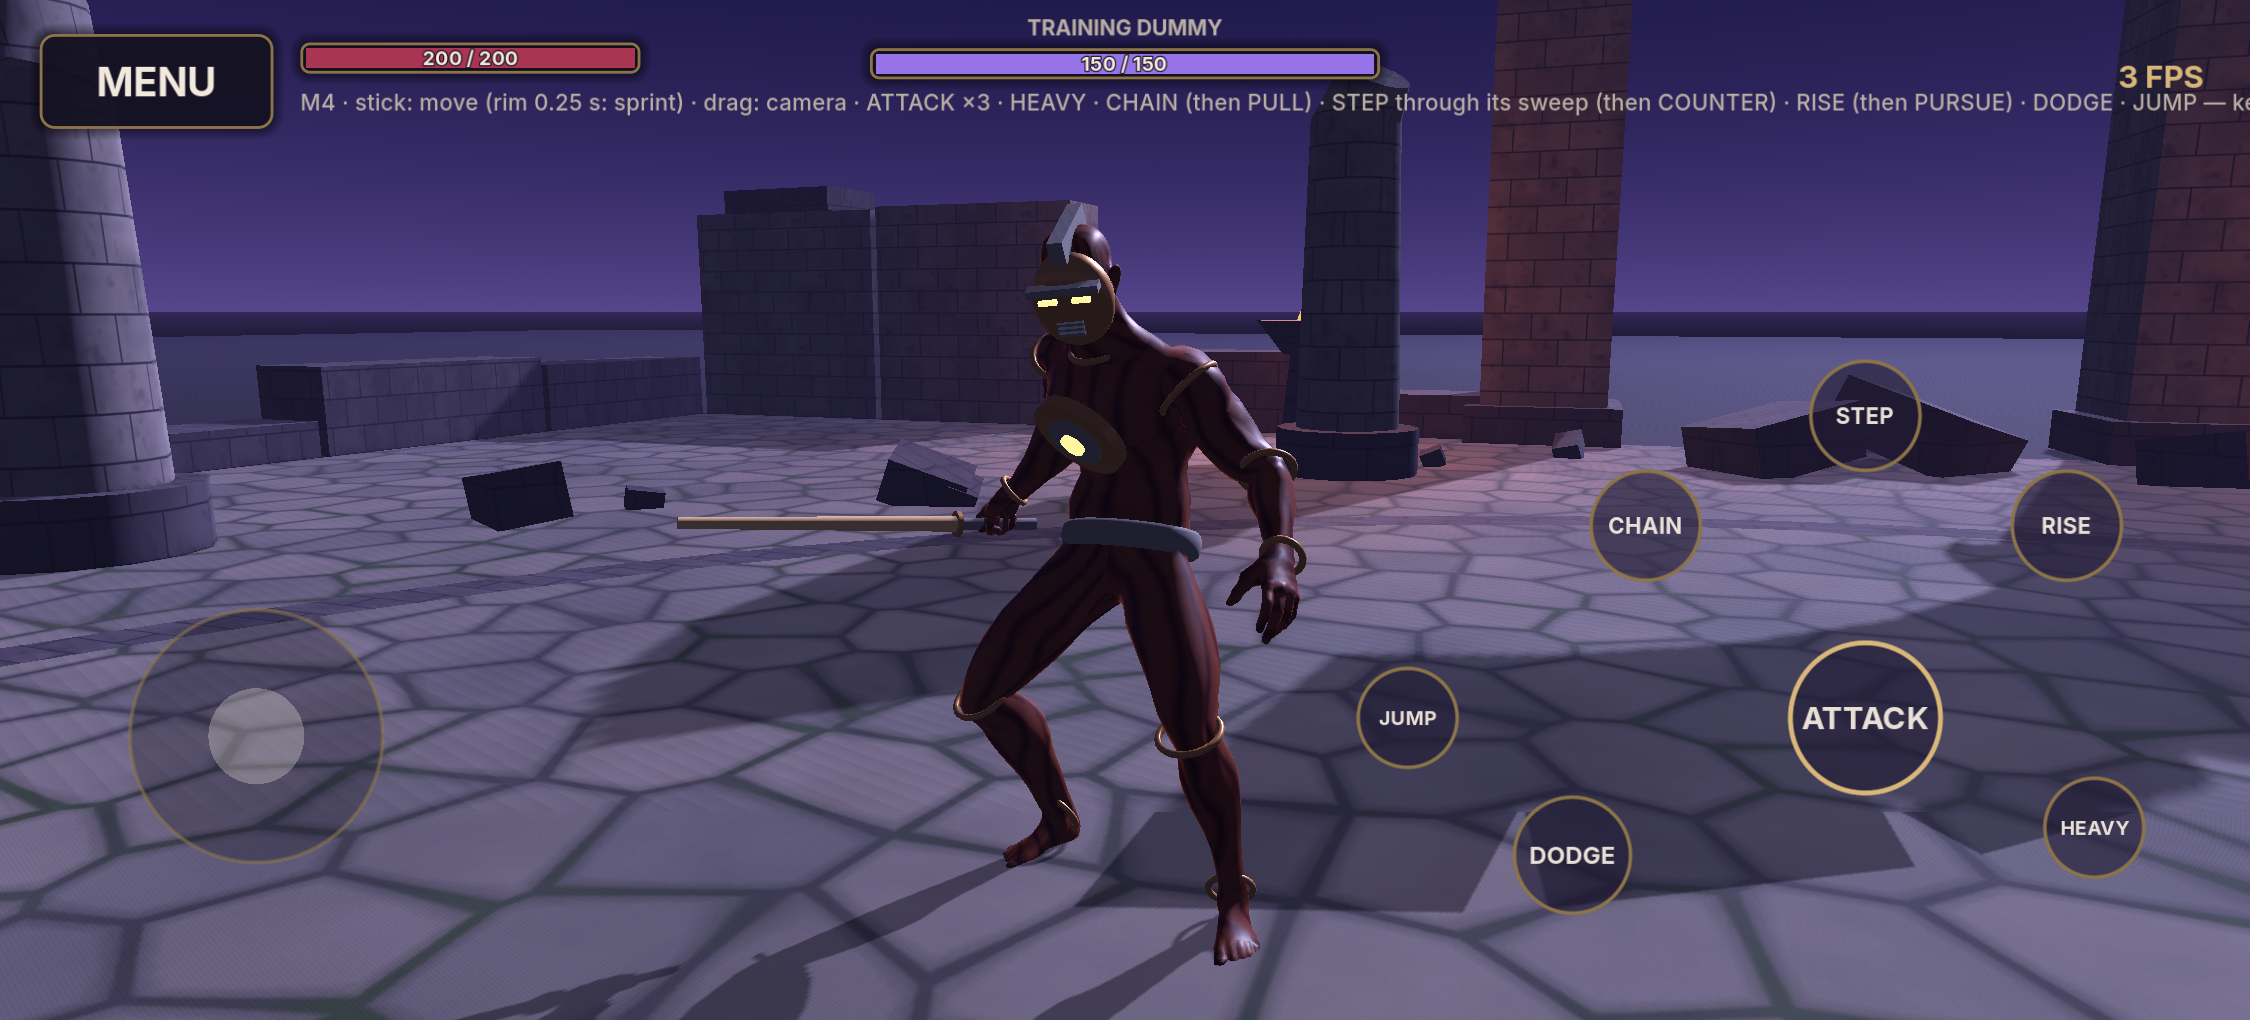 TRAINING DUMMY
MENU
200 / 200
150 / 150
3 FPS
M4 · stick: move (rim 0.25 s: sprint) · drag: camera · ATTACK ×3 · HEAVY · CHAIN (then PULL) · STEP through its sweep (then COUNTER) · RISE (then PURSUE) · DODGE · JUMP — ke
STEP
CHAIN
RISE
JUMP
ATTACK
HEAVY
DODGE